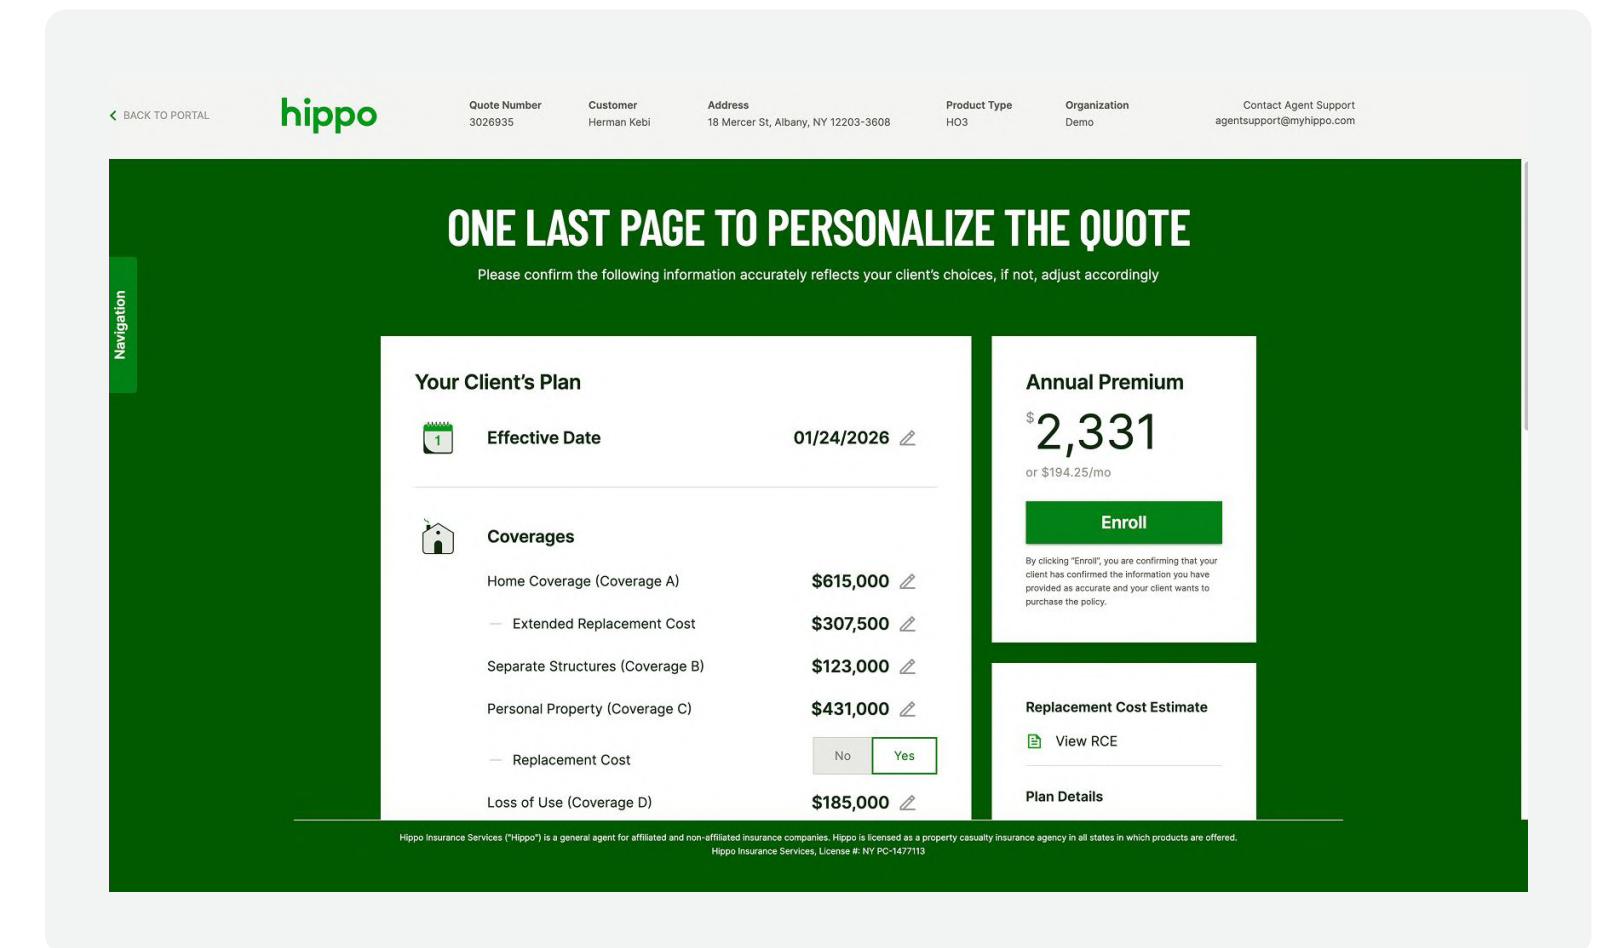 BACK TO PORTAL
hippo
Quote Number
3026935
Customer
Herman Kebi
Address
18 Mercer St, Albany, NY 12203-3608
Product Type
HO3
Organization
Demo
Contact Agent Support
agentsupport@myhippo.com
Navigation
ONE LAST PAGE TO PERSONALIZE THE QUOTE
Please confirm the following information accurately reflects your client's choices, if not, adjust accordingly
Your Client's Plan
1
Effective Date 01/24/2026
Coverages
Home Coverage (Coverage A) $615,000
— Extended Replacement Cost $307,500
Separate Structures (Coverage B) $123,000
Personal Property (Coverage C) $431,000
— Replacement Cost No Yes
Loss of Use (Coverage D) $185,000
Annual Premium
$2,331
or $194.25/mo
Enroll
By clicking "Enroll", you are confirming that your
client has confirmed the information you have
provided as accurate and your client wants to
purchase the policy.
Replacement Cost Estimate
View RCE
Plan Details
Hippo Insurance Services ("Hippo") is a general agent for affiliated and non-affiliated insurance companies. Hippo is licensed as a property casualty insurance agency in all states in which products are offered.
Hippo Insurance Services, License #: NY PC-1477113